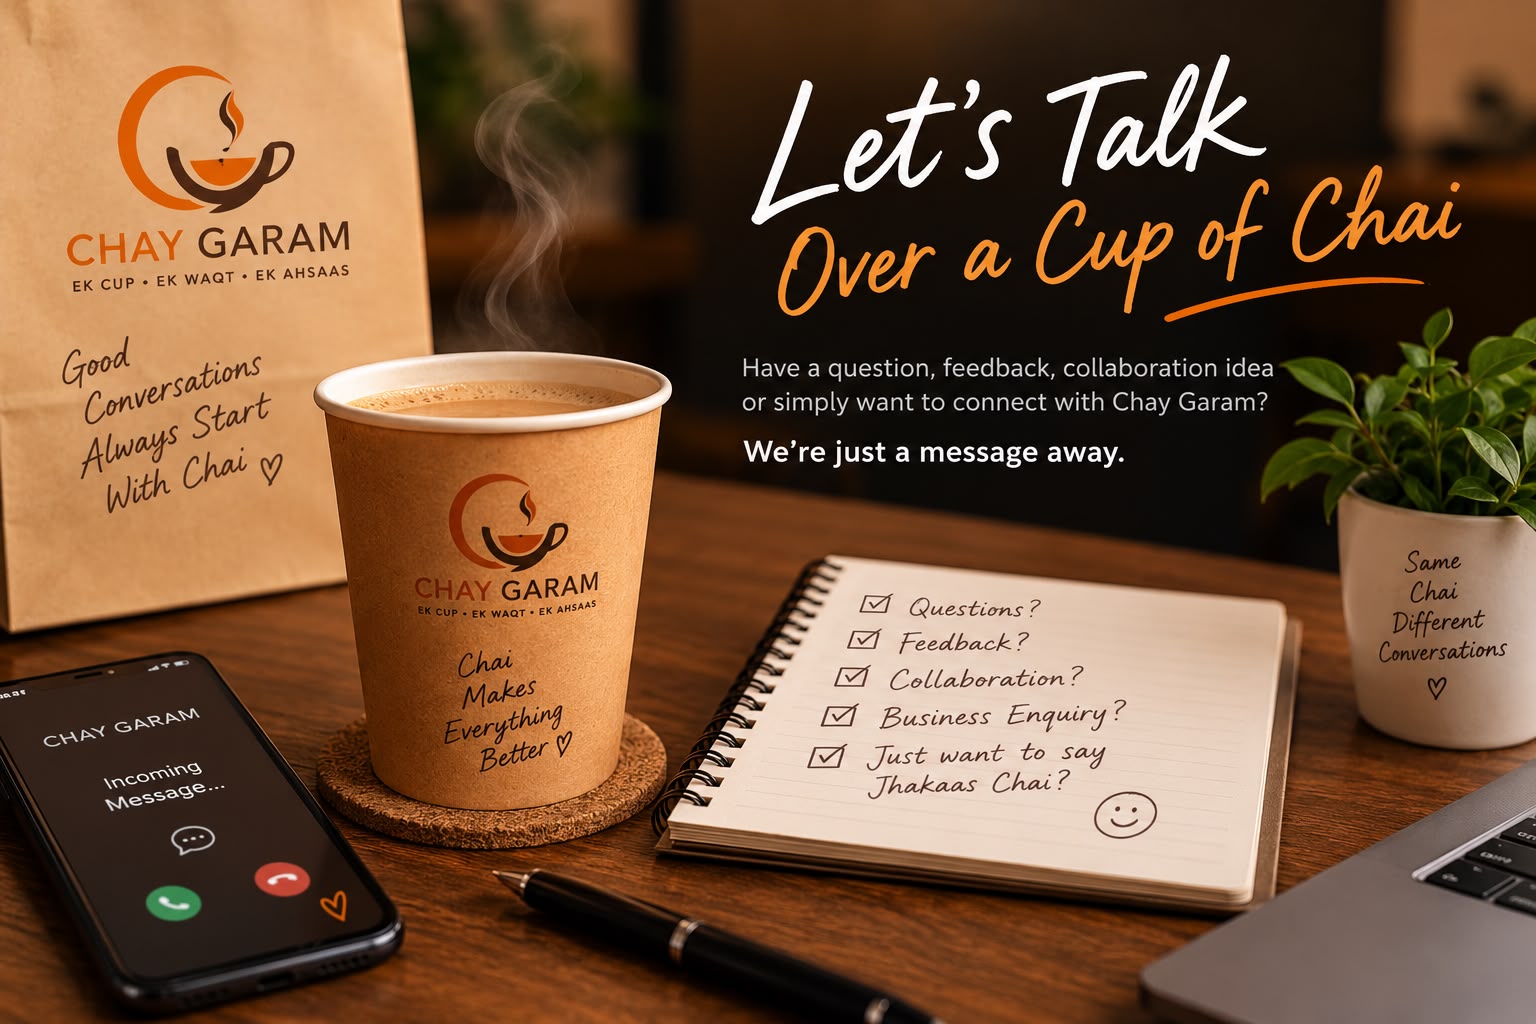 CHAY GARAM
EK CUP • EK WAQT • EK AHSAAS
Good
Conversations
Always Start
With Chai ♡
Let's Talk
Over a Cup of Chai
Have a question, feedback, collaboration idea
or simply want to connect with Chay Garam?
We're just a message away.
CHAY GARAM
EK CUP • EK WAQT • EK AHSAAS
Chai
Makes
Everything
Better ♡
CHAY GARAM
Incoming
Message...
Questions?
Feedback?
Collaboration?
Business Enquiry?
Just want to say
Jhakaas Chai?
Same
Chai
Different
Conversations
♡